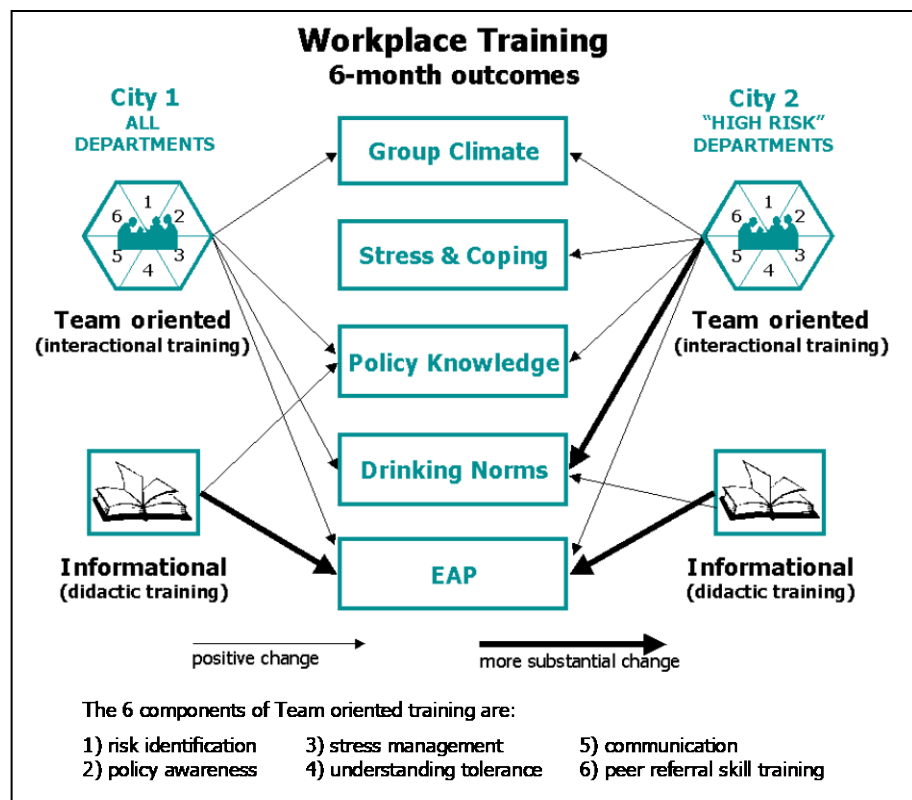 Workplace Training
6-month outcomes
City 1
ALL
DEPARTMENTS
1
2
3
4
5
6
Team oriented
(interactional training)
Informational
(didactic training)
Group Climate
Stress & Coping
Policy Knowledge
Drinking Norms
EAP
City 2
"HIGH RISK"
DEPARTMENTS
1
2
3
4
5
6
Team oriented
(interactional training)
Informational
(didactic training)
positive change
more substantial change
The 6 components of Team oriented training are:
1) risk identification
2) policy awareness
3) stress management
4) understanding tolerance
5) communication
6) peer referral skill training